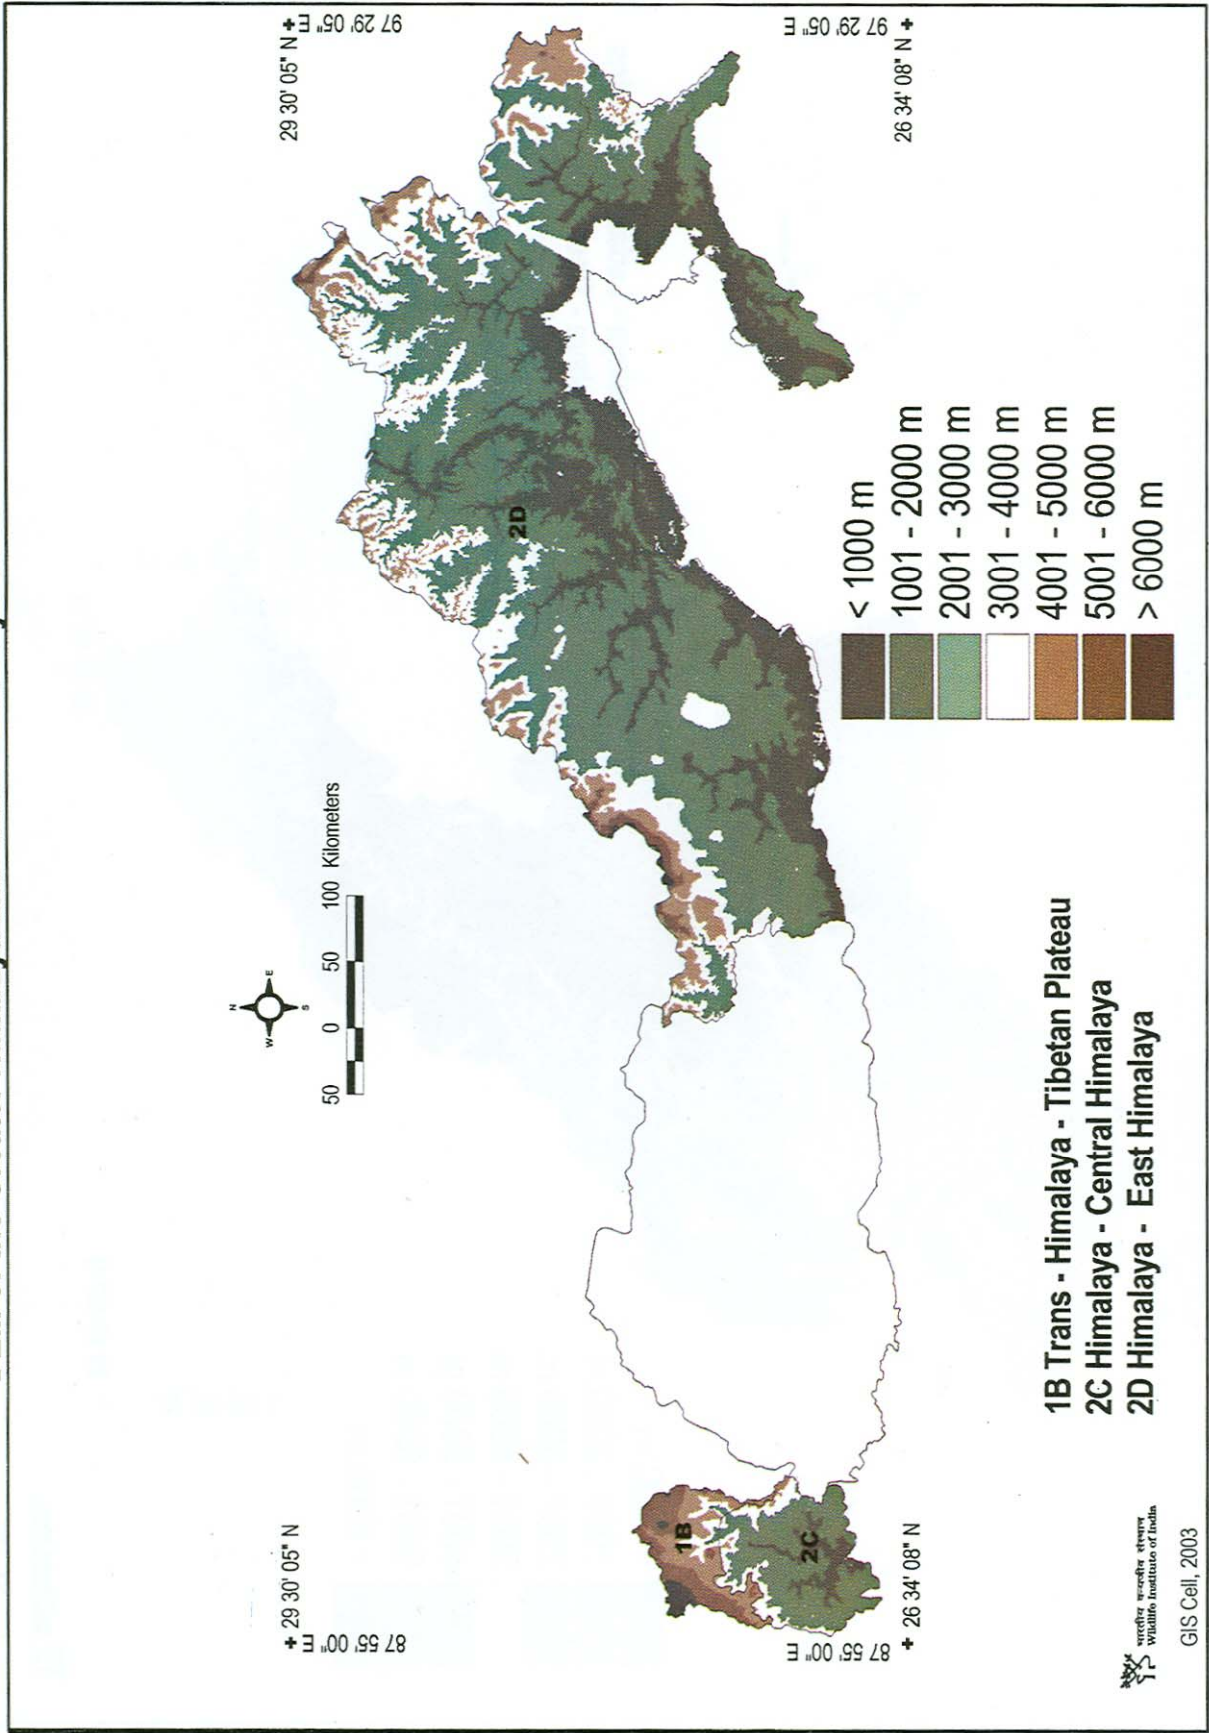 29 30' 05" N
97 29' 05" E
29 30' 05" N
87 55' 00" E
N
W
E
S
50 0 50 100 Kilometers
97 29' 05" E
26 34' 08" N
87 55' 00" E
26 34' 08" N
1B
2C
2D
< 1000 m
1001 - 2000 m
2001 - 3000 m
3001 - 4000 m
4001 - 5000 m
5001 - 6000 m
> 6000 m
1B Trans - Himalaya - Tibetan Plateau
2C Himalaya - Central Himalaya
2D Himalaya - East Himalaya
भारतीय वन्यजीव संस्थान
Wildlife Institute of India
GIS Cell, 2003